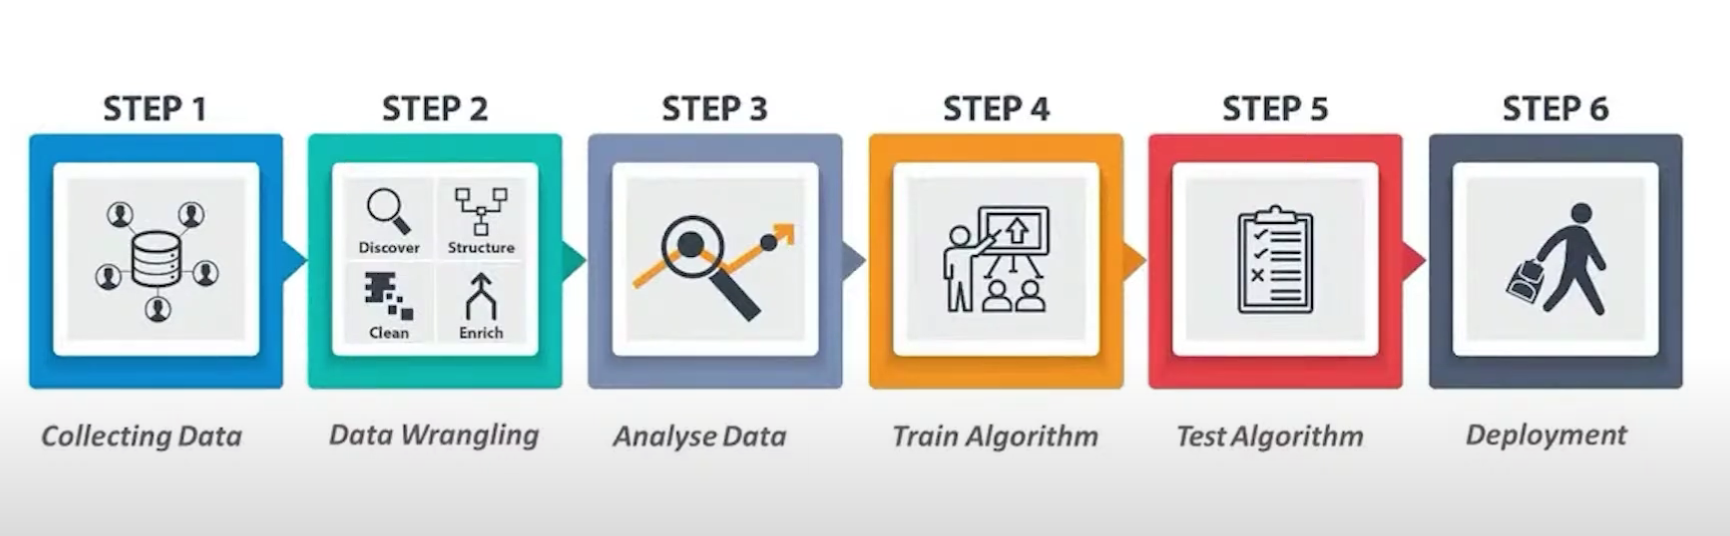 STEP 1
STEP 2
STEP 3
STEP 4
STEP 5
STEP 6
Discover
Structure
Clean
Enrich
Collecting Data
Data Wrangling
Analyse Data
Train Algorithm
Test Algorithm
Deployment